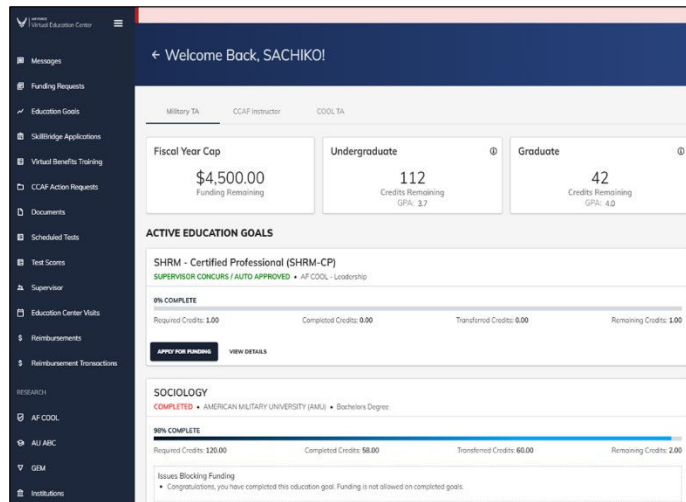 AIR FORCE
Virtual Education Center
Messages
Funding Requests
Education Goals
SkillBridge Applications
Virtual Benefits Training
CCAF Action Requests
Documents
Scheduled Tests
Test Scores
Supervisor
Education Center Visits
Reimbursements
Reimbursement Transactions
RESEARCH
AF COOL
AU ABC
GEM
Institutions
← Welcome Back, SACHIKO!
Military TA CCAF Instructor COOL TA
Fiscal Year Cap
$4,500.00
Funding Remaining
Undergraduate
112
Credits Remaining
GPA: 3.7
Graduate
42
Credits Remaining
GPA: 4.0
ACTIVE EDUCATION GOALS
SHRM - Certified Professional (SHRM-CP)
SUPERVISOR CONCURS / AUTO APPROVED • AF COOL - Leadership
0% COMPLETE
Required Credits: 1.00 Completed Credits: 0.00 Transferred Credits: 0.00 Remaining Credits: 1.00
APPLY FOR FUNDING VIEW DETAILS
SOCIOLOGY
COMPLETED • AMERICAN MILITARY UNIVERSITY (AMU) • Bachelors Degree
98% COMPLETE
Required Credits: 120.00 Completed Credits: 58.00 Transferred Credits: 60.00 Remaining Credits: 2.00
Issues Blocking Funding
• Congratulations, you have completed this education goal. Funding is not allowed on completed goals.